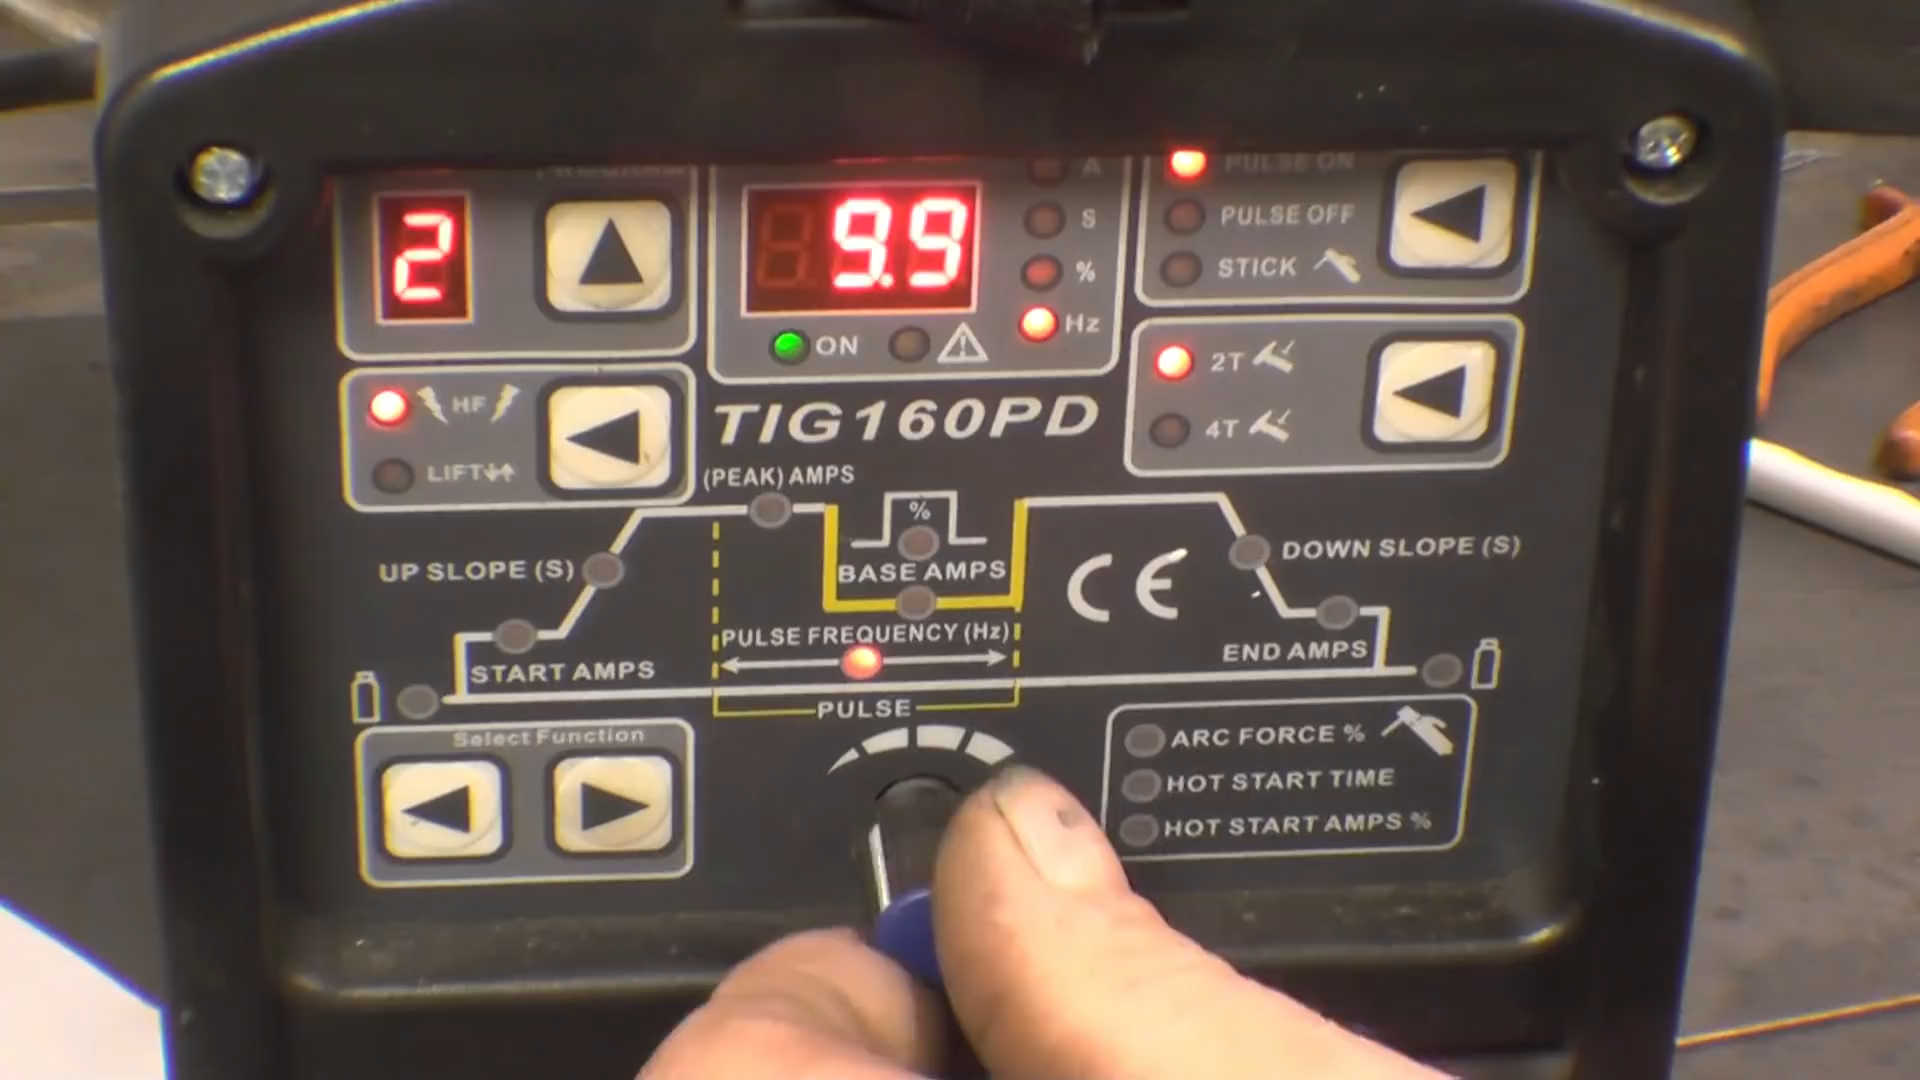 2
9.9
A
S
%
Hz
ON
PULSE ON
PULSE OFF
STICK
HF
LIFT
2T
4T
TIG160PD
(PEAK) AMPS
%
BASE AMPS
UP SLOPE (S)
DOWN SLOPE (S)
CE
PULSE FREQUENCY (Hz)
START AMPS
END AMPS
PULSE
Select Function
ARC FORCE %
HOT START TIME
HOT START AMPS %